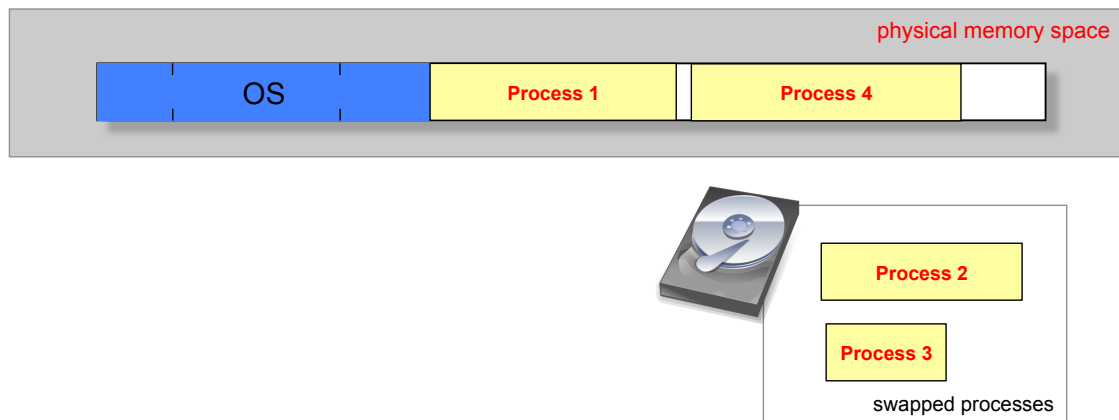 physical memory space
OS
Process 1
Process 4
Process 2
Process 3
swapped processes